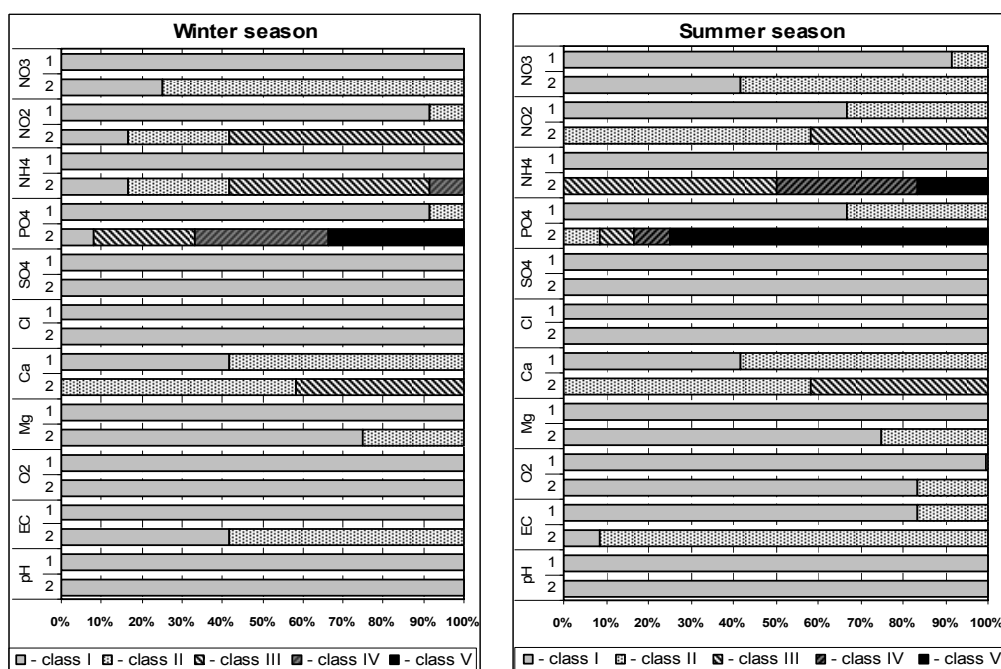 Winter season
NO3 1
2
NO2 1
2
NH4 1
2
PO4 1
2
SO4 1
2
Cl 1
2
Ca 1
2
Mg 1
2
O2 1
2
EC 1
2
pH 1
2
0% 10% 20% 30% 40% 50% 60% 70% 80% 90% 100%
- class I - class II - class III - class IV - class V
Summer season
NO3 1
2
NO2 1
2
NH4 1
2
PO4 1
2
SO4 1
2
Cl 1
2
Ca 1
2
Mg 1
2
O2 1
2
EC 1
2
pH 1
2
0% 10% 20% 30% 40% 50% 60% 70% 80% 90% 100%
- class I - class II - class III - class IV - class V